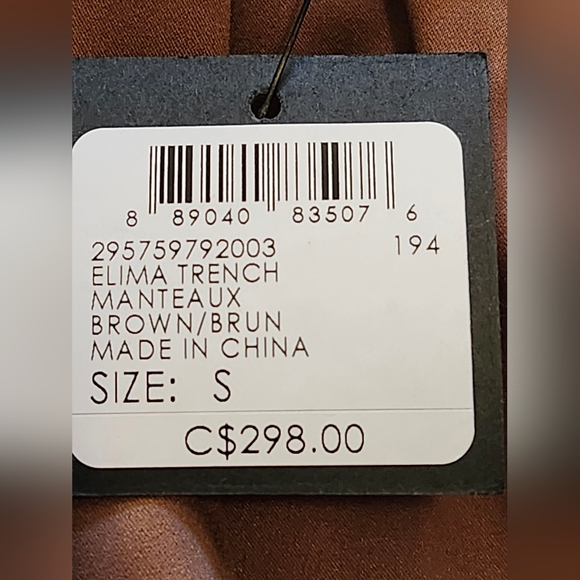 8 89040 83507 6
295759792003 194
ELIMA TRENCH
MANTEAUX
BROWN/BRUN
MADE IN CHINA
SIZE: S
C$298.00